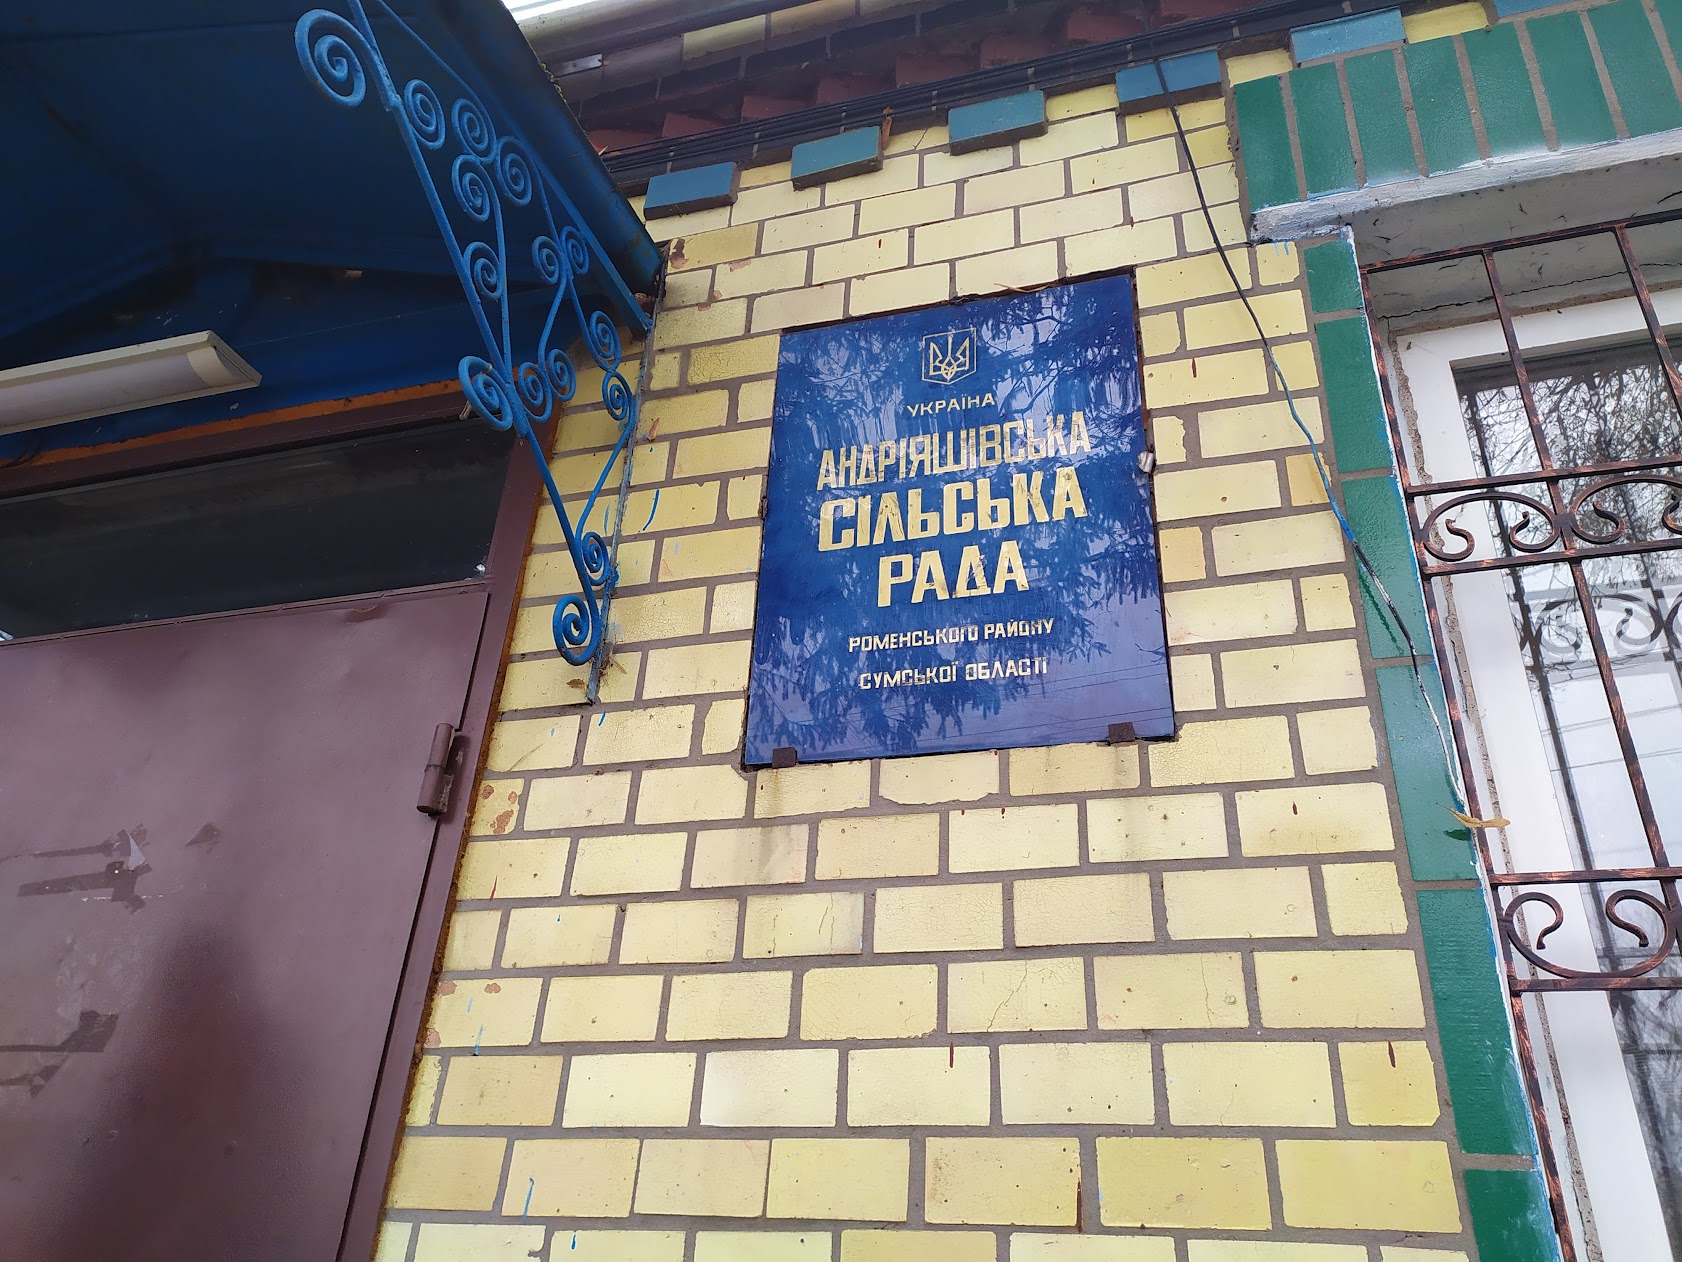 УКРАЇНА
АНДРІЯШІВСЬКА
СІЛЬСЬКА
РАДА
РОМЕНСЬКОГО РАЙОНУ
СУМСЬКОЇ ОБЛАСТІ